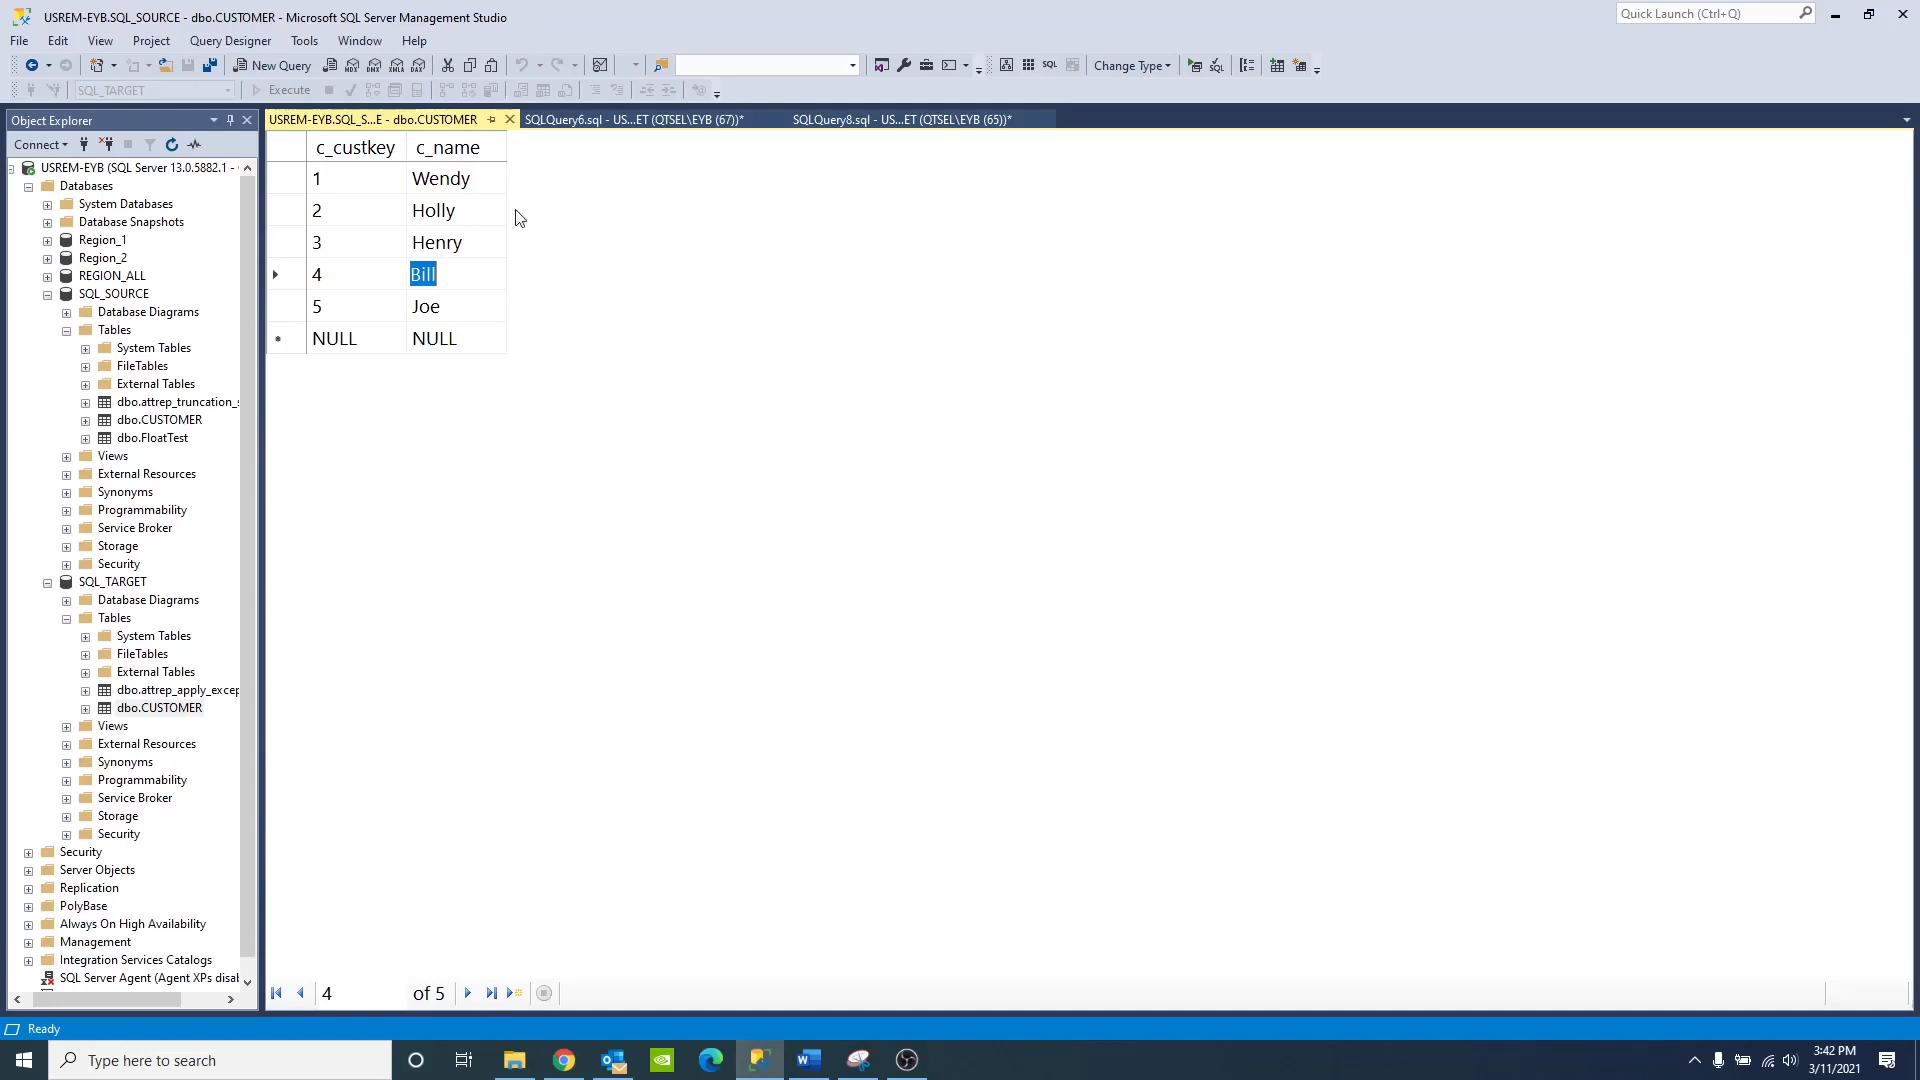 USREM-EYB.SQL_SOURCE - dbo.CUSTOMER - Microsoft SQL Server Management Studio
Quick Launch (Ctrl+Q)
File Edit View Project Query Designer Tools Window Help
New Query MDX DMX XMLA DAX SQL Change Type
SQL_TARGET Execute
Object Explorer
Connect
USREM-EYB.SQL_S...E - dbo.CUSTOMER
SQLQuery6.sql - US...ET (QTSEL\EYB (67))*
SQLQuery8.sql - US...ET (QTSEL\EYB (65))*
USREM-EYB (SQL Server 13.0.5882.1 -
Databases
System Databases
Database Snapshots
Region_1
Region_2
REGION_ALL
SQL_SOURCE
Database Diagrams
Tables
System Tables
FileTables
External Tables
dbo.attrep_truncation_s
dbo.CUSTOMER
dbo.FloatTest
Views
External Resources
Synonyms
Programmability
Service Broker
Storage
Security
SQL_TARGET
Database Diagrams
Tables
System Tables
FileTables
External Tables
dbo.attrep_apply_excep
dbo.CUSTOMER
Views
External Resources
Synonyms
Programmability
Service Broker
Storage
Security
Security
Server Objects
Replication
PolyBase
Always On High Availability
Management
Integration Services Catalogs
SQL Server Agent (Agent XPs disal
c_custkey c_name
1 Wendy
2 Holly
3 Henry
4 Bill
5 Joe
NULL NULL
4 of 5
Ready
Type here to search
3:42 PM
3/11/2021